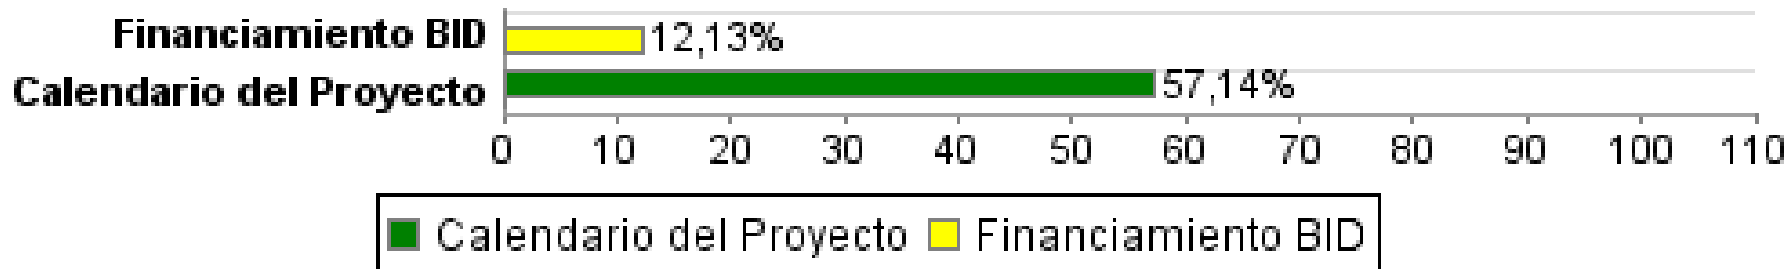 Financiamiento BID 12,13%
Calendario del Proyecto 57,14%
0 10 20 30 40 50 60 70 80 90 100 110
Calendario del Proyecto Financiamiento BID